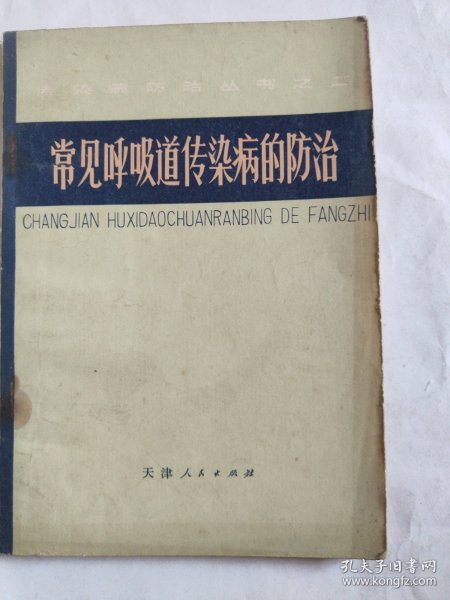 传染病防治丛书之二
常见呼吸道传染病的防治
CHANGJIAN HUXIDAOCHUANRANBING DE FANGZHI
天津人民出版社
孔夫子旧书网
www.kongfz.com